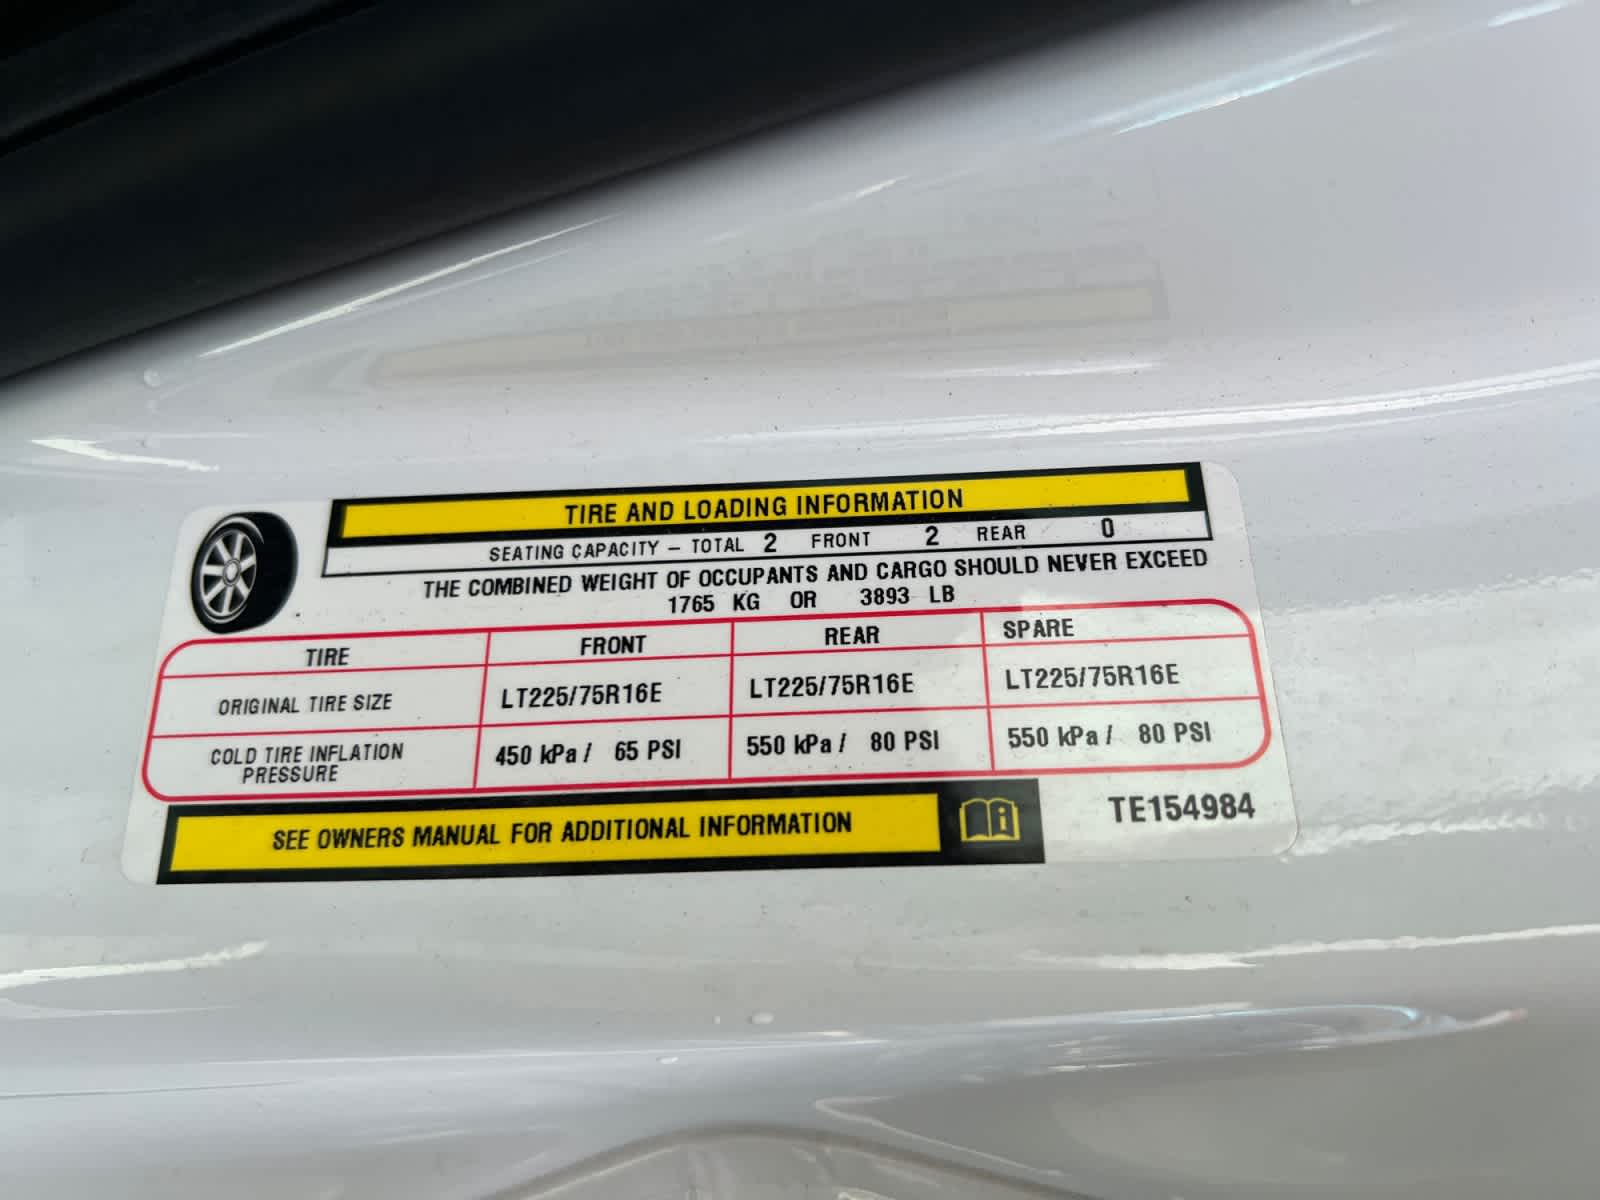 TIRE AND LOADING INFORMATION
SEATING CAPACITY – TOTAL 2 FRONT 2 REAR 0
THE COMBINED WEIGHT OF OCCUPANTS AND CARGO SHOULD NEVER EXCEED
1765 KG OR 3893 LB
TIRE FRONT REAR SPARE
ORIGINAL TIRE SIZE LT225/75R16E LT225/75R16E LT225/75R16E
COLD TIRE INFLATION PRESSURE 450 kPa / 65 PSI 550 kPa / 80 PSI 550 kPa / 80 PSI
SEE OWNERS MANUAL FOR ADDITIONAL INFORMATION
TE154984